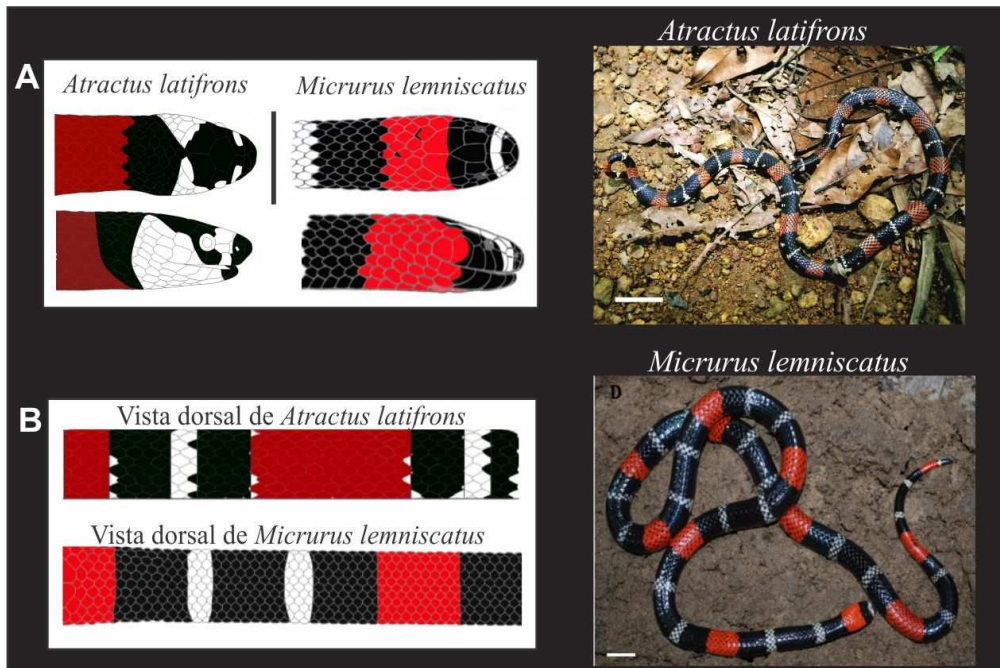 A
Atractus latifrons
Micrurus lemniscatus
Atractus latifrons
Micrurus lemniscatus
B
Vista dorsal de Atractus latifrons
Vista dorsal de Micrurus lemniscatus
D